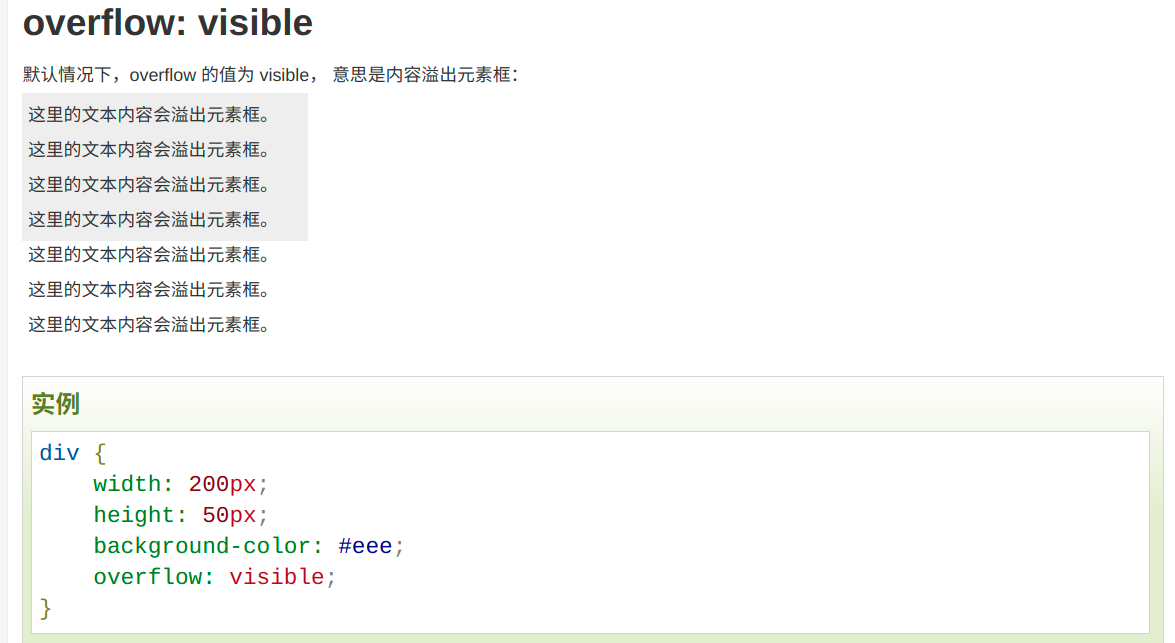 overflow: visible
默认情况下，overflow 的值为 visible， 意思是内容溢出元素框：
这里的文本内容会溢出元素框。
这里的文本内容会溢出元素框。
这里的文本内容会溢出元素框。
这里的文本内容会溢出元素框。
这里的文本内容会溢出元素框。
这里的文本内容会溢出元素框。
这里的文本内容会溢出元素框。
实例
div {
    width: 200px;
    height: 50px;
    background-color: #eee;
    overflow: visible;
}